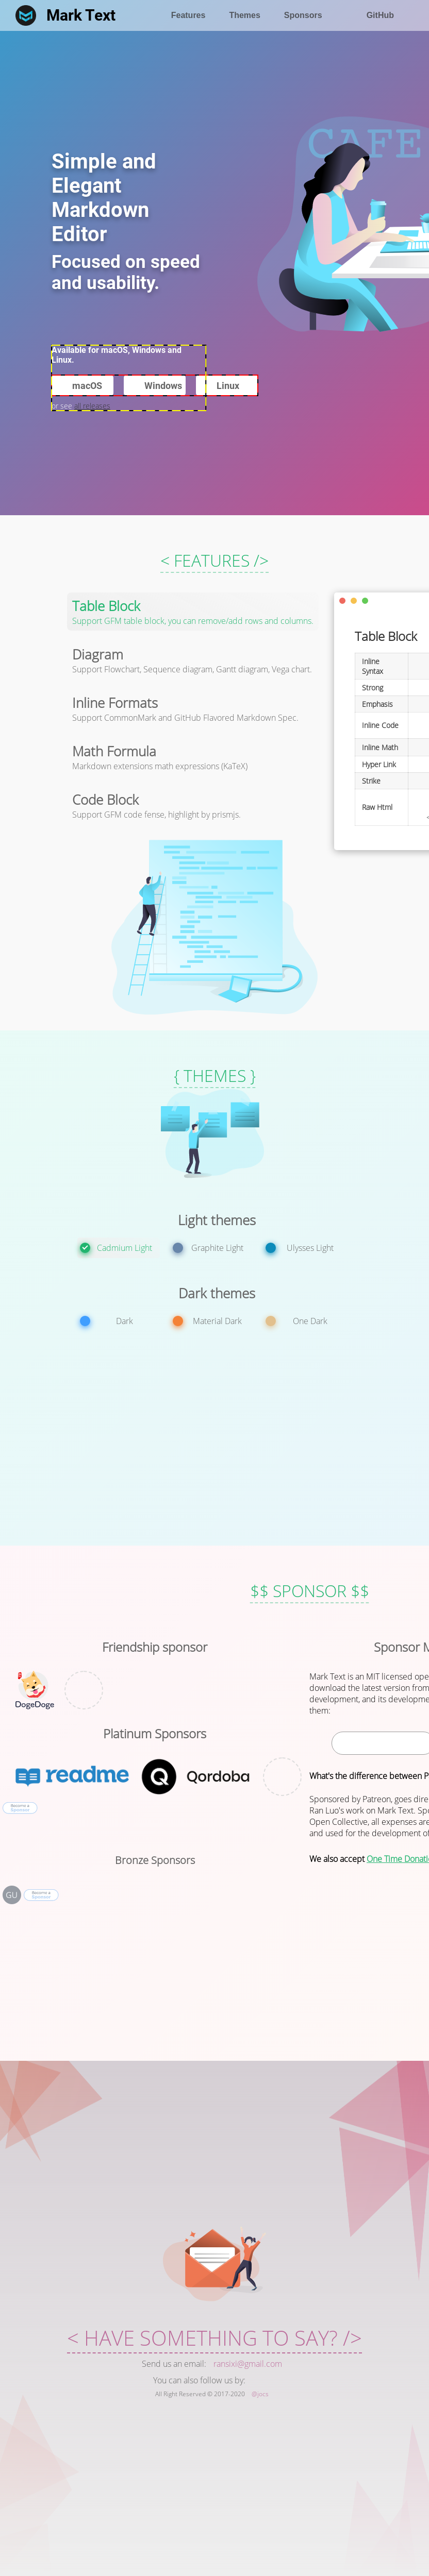 Mark Text
Features
Themes
Sponsors
GitHub
CAFE
Simple and
Elegant
Markdown
Editor
Focused on speed
and usability.
Available for macOS, Windows and
Linux.
macOS
Windows
Linux
or see all releases
< FEATURES />
Table Block
Support GFM table block, you can remove/add rows and columns.
Diagram
Support Flowchart, Sequence diagram, Gantt diagram, Vega chart.
Inline Formats
Support CommonMark and GitHub Flavored Markdown Spec.
Math Formula
Markdown extensions math expressions (KaTeX)
Code Block
Support GFM code fense, highlight by prismjs.
Table Block
Inline
Syntax
Strong
Emphasis
Inline Code
Inline Math
Hyper Link
Strike
Raw Html
{ THEMES }
Light themes
Cadmium Light
Graphite Light
Ulysses Light
Dark themes
Dark
Material Dark
One Dark
$$ SPONSOR $$
Friendship sponsor
DogeDoge
Platinum Sponsors
readme
Qordoba
Become a
Sponsor
Bronze Sponsors
GU
Become a
Sponsor
Sponsor M
Mark Text is an MIT licensed ope
download the latest version from
development, and its developme
them:
What's the difference between P
Sponsored by Patreon, goes dire
Ran Luo's work on Mark Text. Spo
Open Collective, all expenses are
and used for the development of
We also accept One Time Donati
< HAVE SOMETHING TO SAY? />
Send us an email: ransixi@gmail.com
You can also follow us by:
All Right Reserved © 2017-2020 @jocs